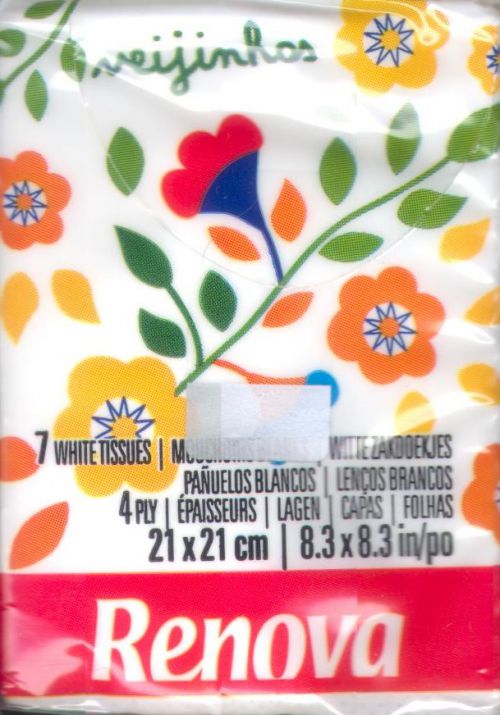 veijinhos
7 WHITE TISSUES | MOUCHOIRS BLANCS | WITTE ZAKDOEKJES
PAÑUELOS BLANCOS | LENÇOS BRANCOS
4 PLY | ÉPAISSEURS | LAGEN | CAPAS | FOLHAS
21 x 21 cm | 8.3 x 8.3 in/po
Renova